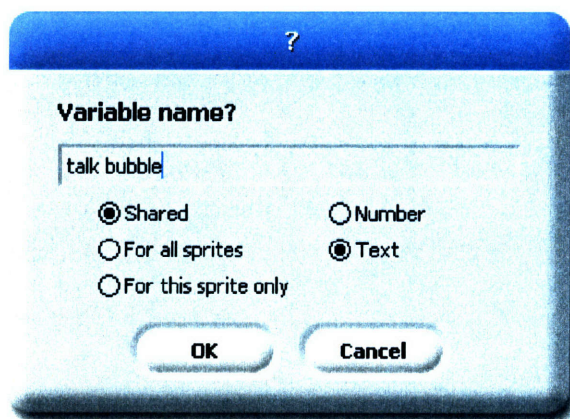 ?
Variable name?
talk bubble
Shared
Number
For all sprites
Text
For this sprite only
OK
Cancel